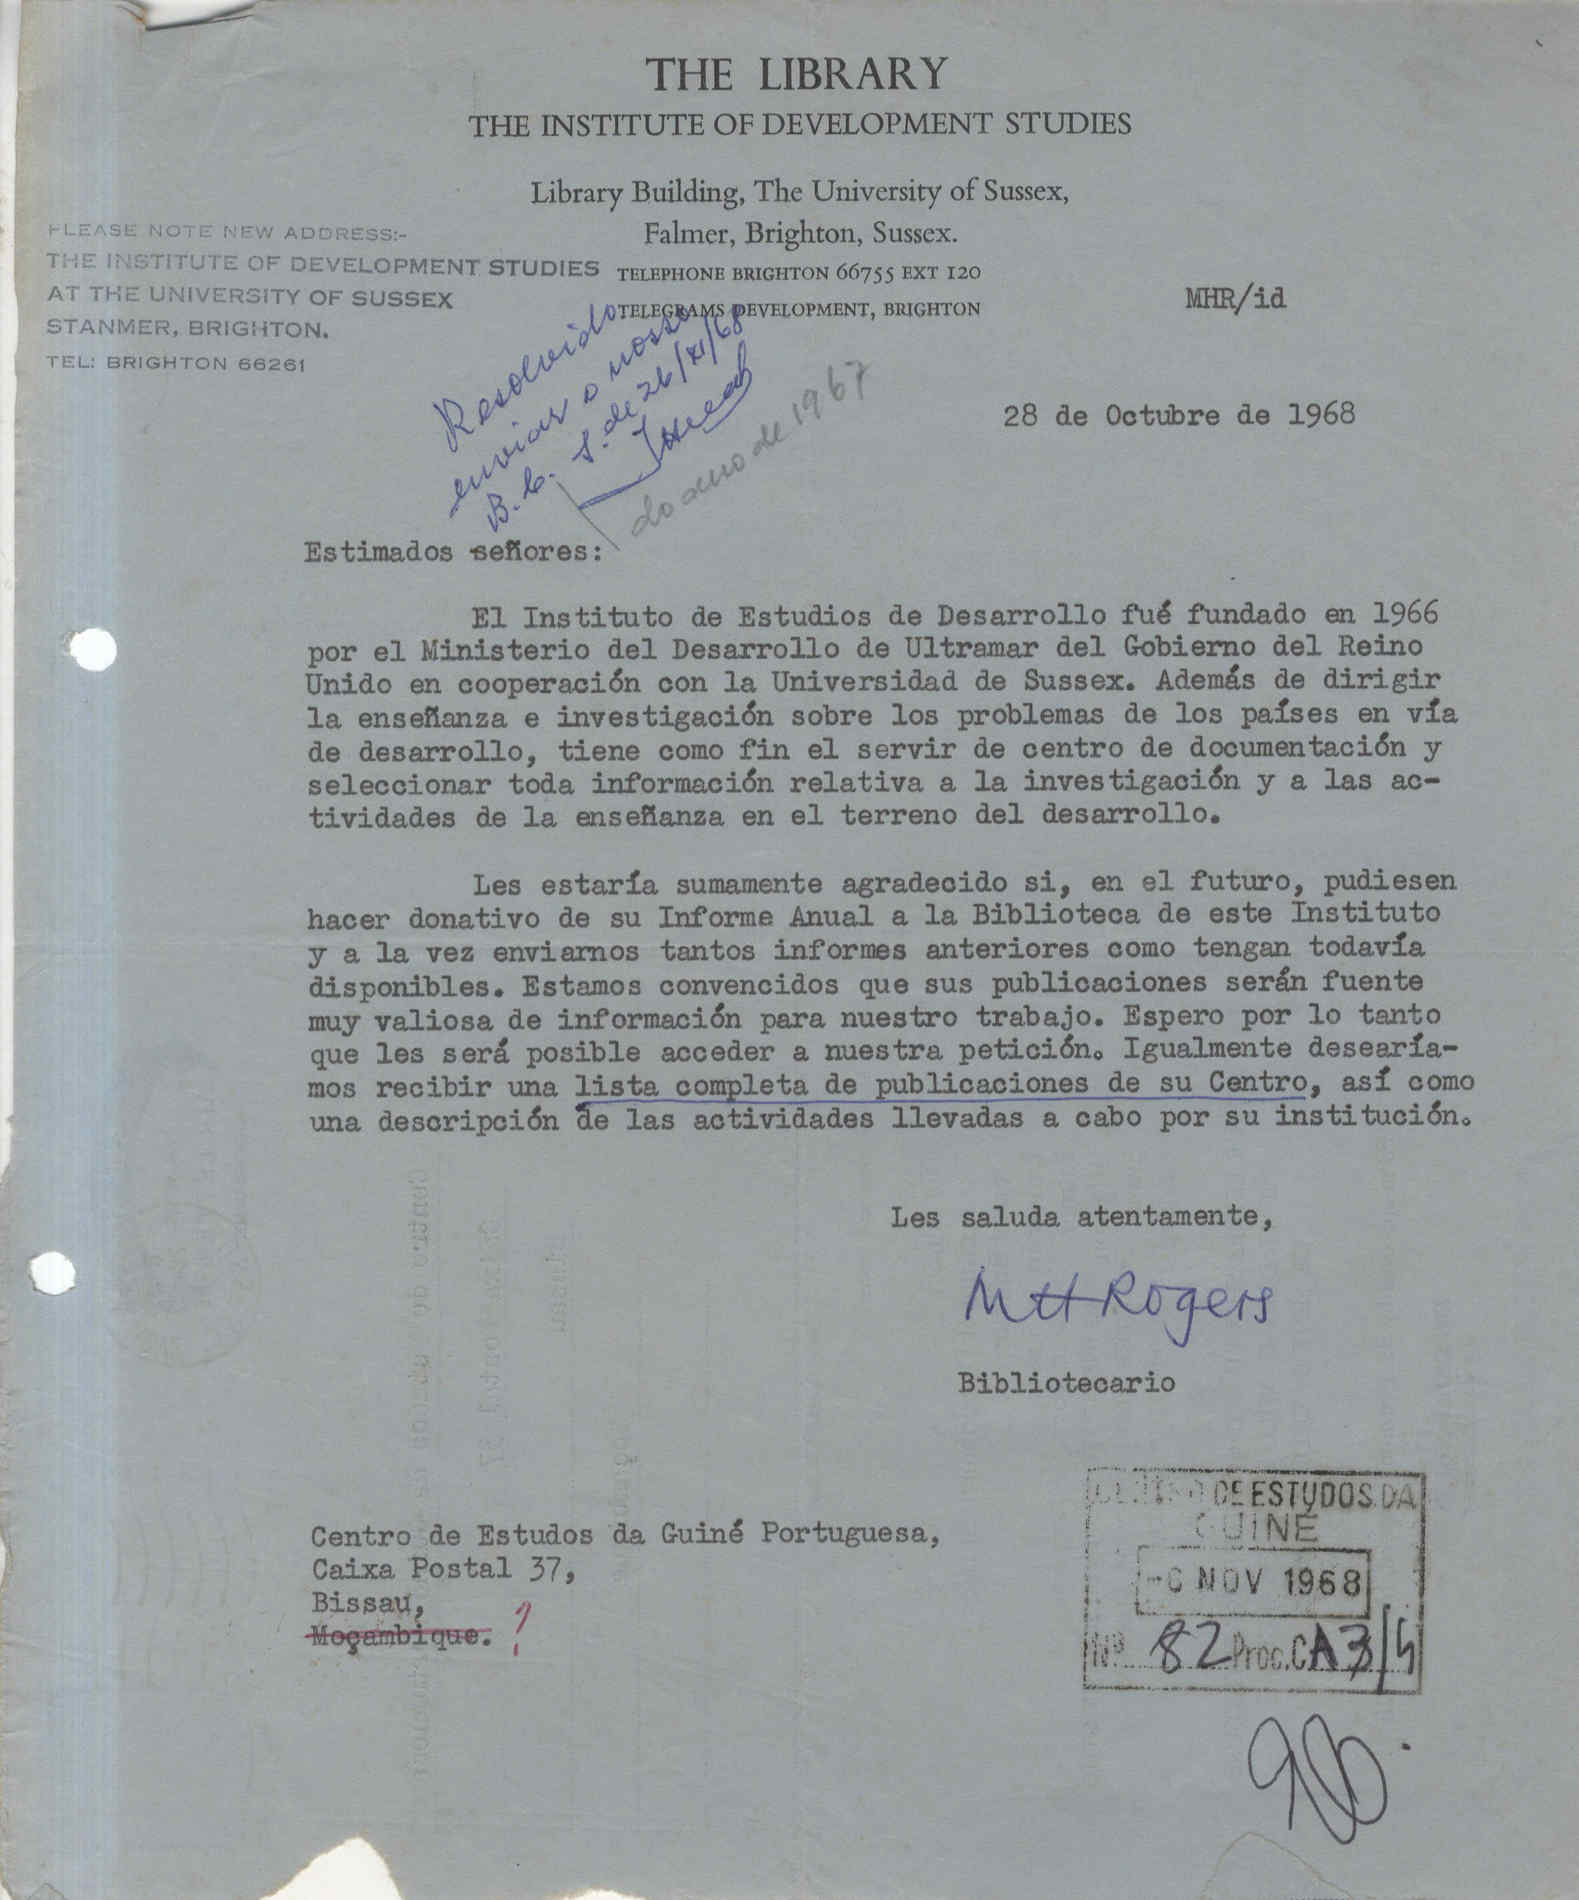 THE LIBRARY
THE INSTITUTE OF DEVELOPMENT STUDIES
Library Building, The University of Sussex,
Falmer, Brighton, Sussex.
TELEPHONE BRIGHTON 66755 EXT 120
TELEGRAMS DEVELOPMENT, BRIGHTON
PLEASE NOTE NEW ADDRESS:-
THE INSTITUTE OF DEVELOPMENT STUDIES
AT THE UNIVERSITY OF SUSSEX
STANMER, BRIGHTON.
TEL: BRIGHTON 66261
MHR/id
28 de Octubre de 1968
Resolvido
enviar o nosso
B. C. S. de 26/XI/68
do ano de 1967
Estimados señores:
El Instituto de Estudios de Desarrollo fué fundado en 1966
por el Ministerio del Desarrollo de Ultramar del Gobierno del Reino
Unido en cooperación con la Universidad de Sussex. Además de dirigir
la enseñanza e investigación sobre los problemas de los países en vía
de desarrollo, tiene como fin el servir de centro de documentación y
seleccionar toda información relativa a la investigación y a las ac-
tividades de la enseñanza en el terreno del desarrollo.
Les estaría sumamente agradecido si, en el futuro, pudiesen
hacer donativo de su Informe Anual a la Biblioteca de este Instituto
y a la vez enviarnos tantos informes anteriores como tengan todavía
disponibles. Estamos convencidos que sus publicaciones serán fuente
muy valiosa de información para nuestro trabajo. Espero por lo tanto
que les será posible acceder a nuestra petición. Igualmente desearía-
mos recibir una lista completa de publicaciones de su Centro, así como
una descripción de las actividades llevadas a cabo por su institución.
Les saluda atentamente,
MHRogers
Bibliotecario
Centro de Estudos da Guiné Portuguesa,
Caixa Postal 37,
Bissau,
Moçambique. ?
CENTRO DE ESTUDOS DA
GUINÉ
-6 NOV 1968
Nº 82 Proc. CA3/5